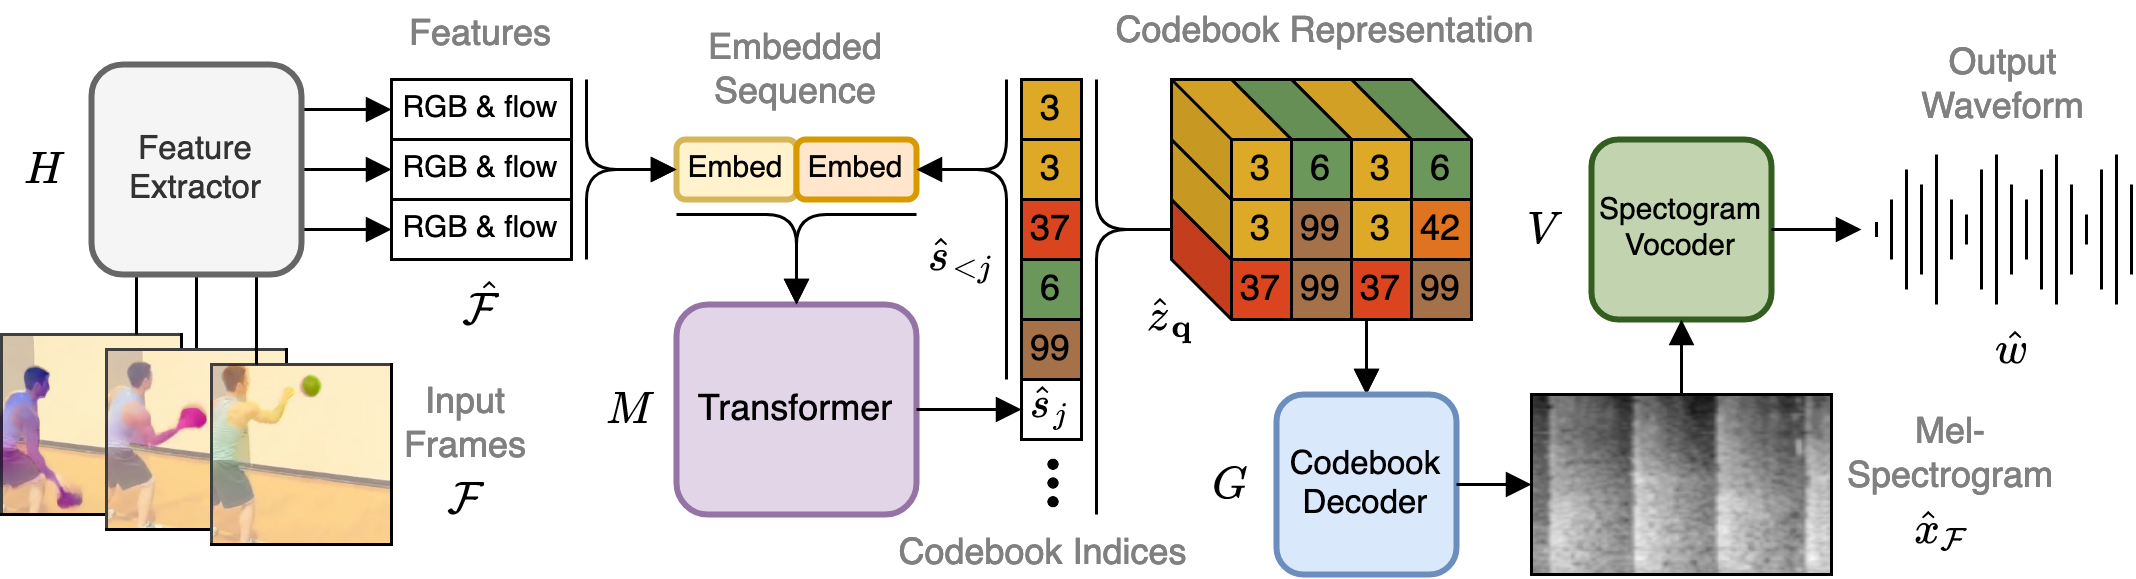 H
Feature
Extractor
Features
RGB & flow
RGB & flow
RGB & flow
$\hat{\mathcal{F}}$
Input
Frames
$\mathcal{F}$
Embedded
Sequence
Embed Embed
M
Transformer
$\hat{s}_{<j}$
3
3
37
6
99
$\hat{s}_j$
Codebook Indices
Codebook Representation
3 6 3 6
3 99 3 42
37 99 37 99
$\hat{z}_{\mathbf{q}}$
G
Codebook
Decoder
V
Spectogram
Vocoder
Output
Waveform
$\hat{w}$
Mel-
Spectrogram
$\hat{x}_{\mathcal{F}}$